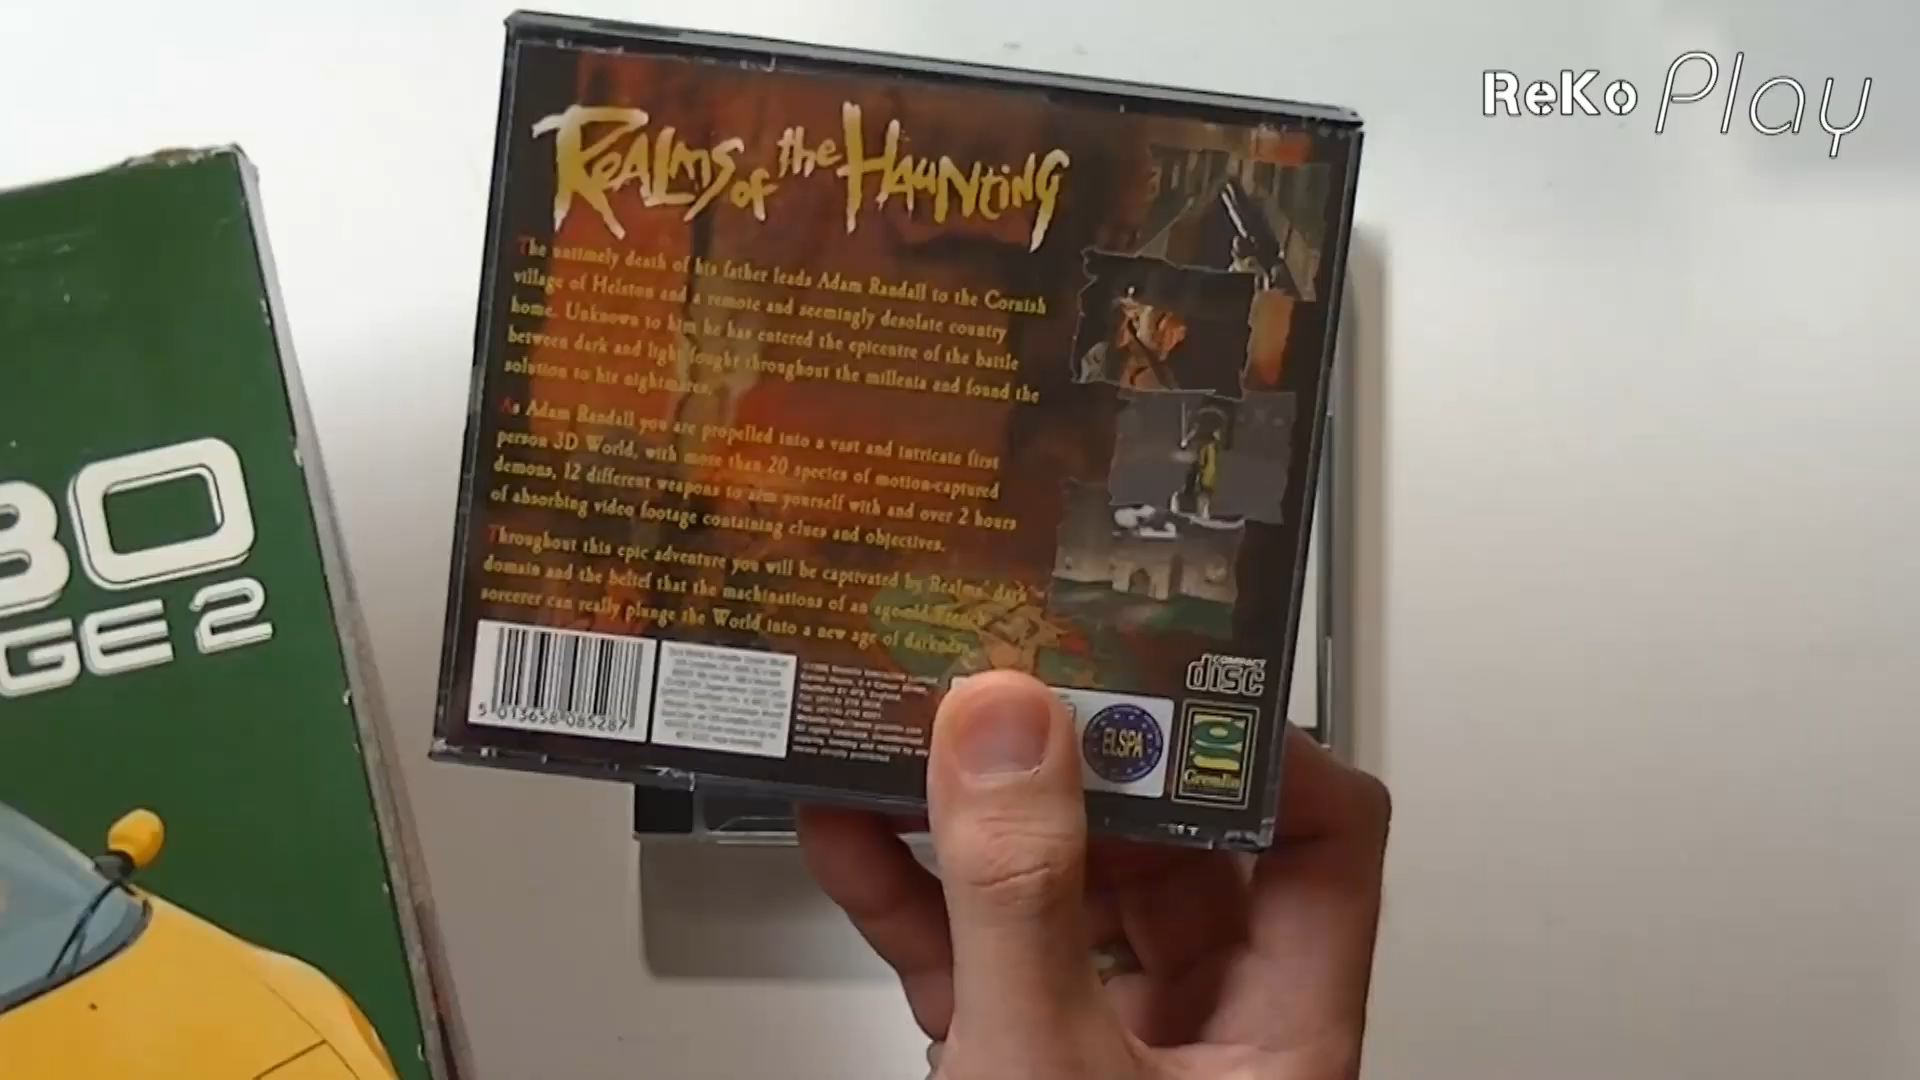 ReKo Play
REALMS of the HAUNTING
The untimely death of his father leads Adam Randall to the Cornish
village of Helston and a remote and seemingly desolate country
home. Unknown to him he has entered the epicentre of the battle
between dark and light fought throughout the millenia and found the
solution to his nightmares.
As Adam Randall you are propelled into a vast and intricate first
person 3D World, with more than 20 species of motion-captured
demons, 12 different weapons to aim yourself with and over 2 hours
of absorbing video footage containing clues and objectives.
Throughout this epic adventure you will be captivated by Realms' dark
domain and the belief that the machinations of an age-old French
sorcerer can really plunge the World into a new age of darkness.
5 013658 085287
COMPACT
disc
ELSPA
Gremlin
GE 2